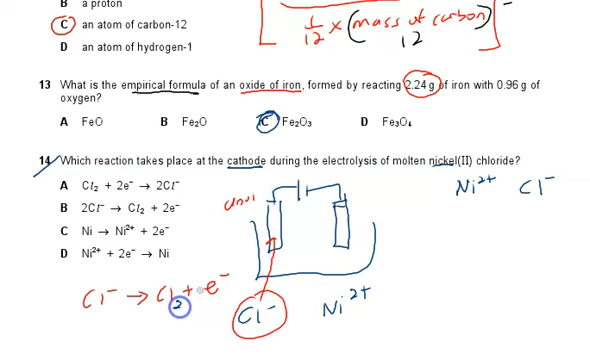 B a proton
C an atom of carbon-12
D an atom of hydrogen-1
1/12 × (mass of carbon 12)
13 What is the empirical formula of an oxide of iron, formed by reacting 2.24 g of iron with 0.96 g of
oxygen?
A FeO B Fe₂O C Fe₂O₃ D Fe₃O₄
14 Which reaction takes place at the cathode during the electrolysis of molten nickel(II) chloride?
A Cl₂ + 2e⁻ → 2Cl⁻
B 2Cl⁻ → Cl₂ + 2e⁻
C Ni → Ni²⁺ + 2e⁻
D Ni²⁺ + 2e⁻ → Ni
Ni²⁺ Cl⁻
Cl⁻ → Cl₂ + e⁻
Cl⁻ Ni²⁺